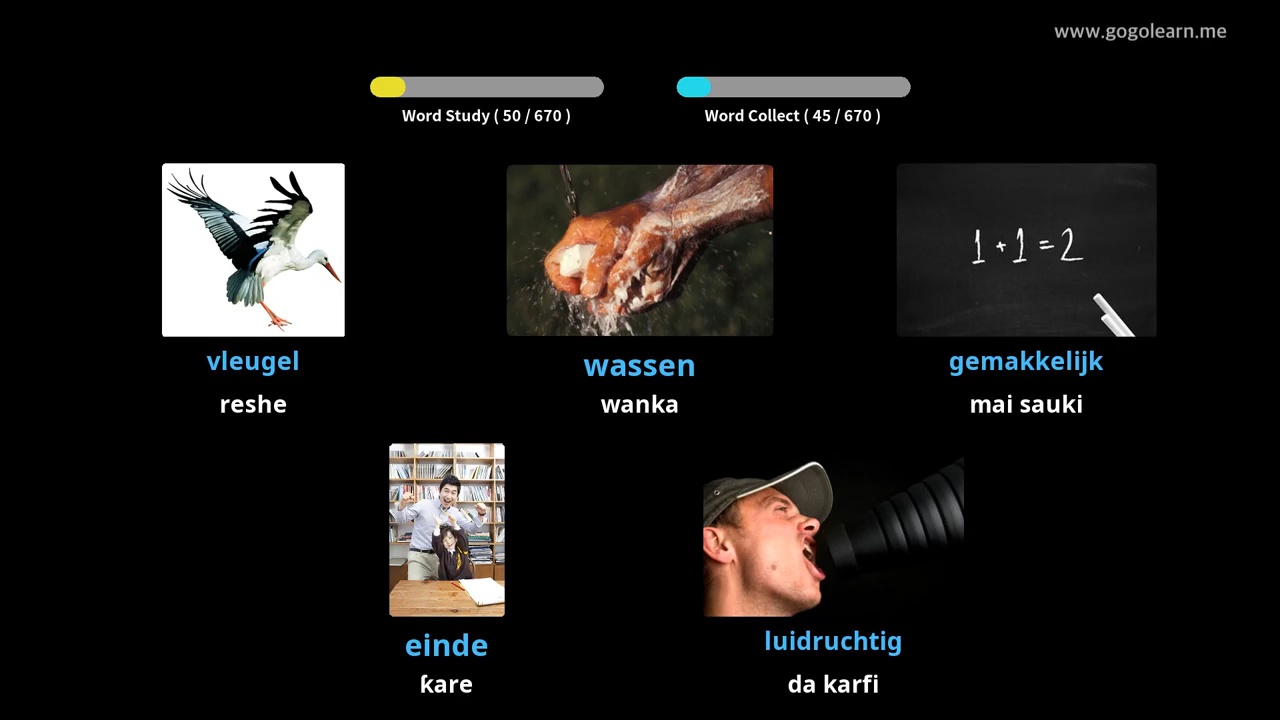 www.gogolearn.me
Word Study ( 50 / 670 )
Word Collect ( 45 / 670 )
1 + 1 = 2
vleugel
wassen
gemakkelijk
reshe
wanka
mai sauki
einde
luidruchtig
ƙare
da karfi